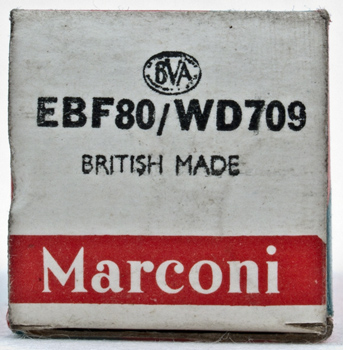 BVA
EBF80/WD709
BRITISH MADE
Marconi